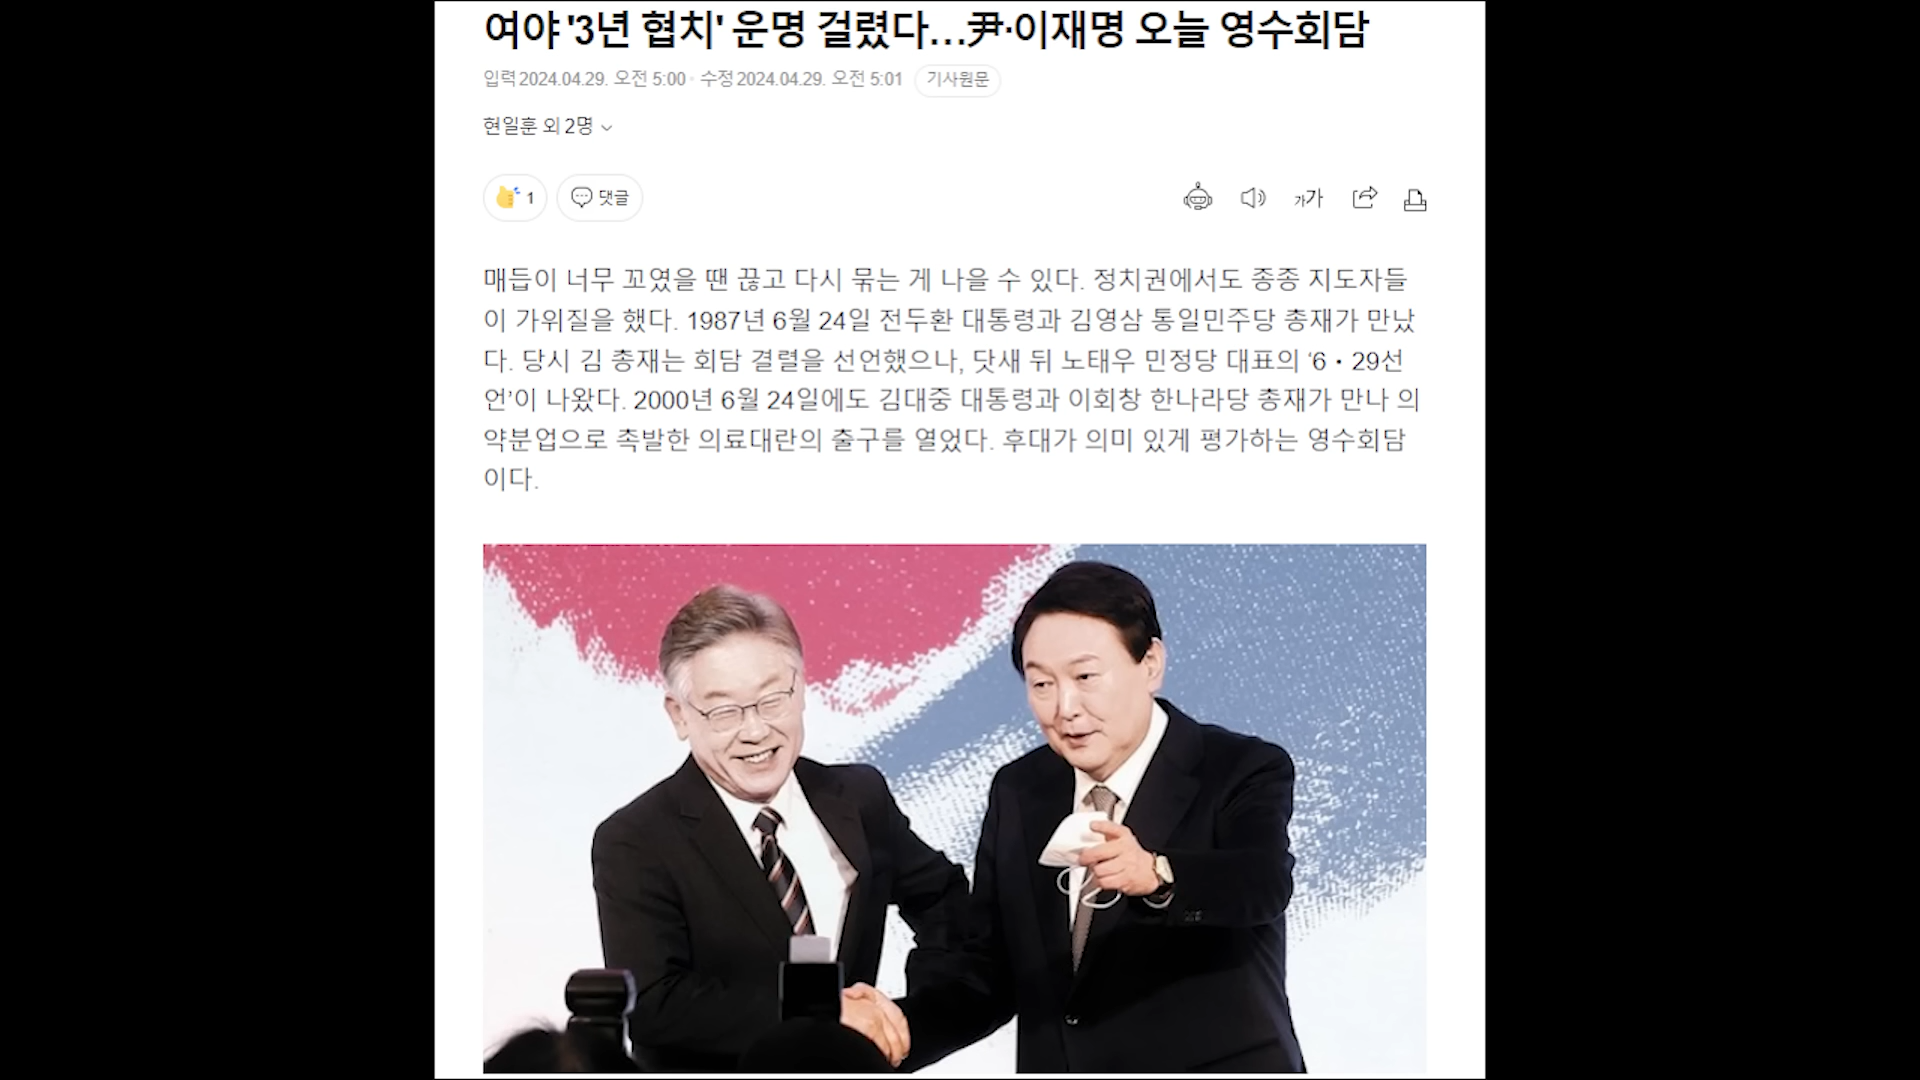 여야 '3년 협치' 운명 걸렸다…尹·이재명 오늘 영수회담
입력 2024.04.29. 오전 5:00 · 수정 2024.04.29. 오전 5:01 기사원문
현일훈 외 2명
1 댓글 가가
매듭이 너무 꼬였을 땐 끊고 다시 묶는 게 나을 수 있다. 정치권에서도 종종 지도자들
이 가위질을 했다. 1987년 6월 24일 전두환 대통령과 김영삼 통일민주당 총재가 만났
다. 당시 김 총재는 회담 결렬을 선언했으나, 닷새 뒤 노태우 민정당 대표의 ‘6·29선
언’이 나왔다. 2000년 6월 24일에도 김대중 대통령과 이회창 한나라당 총재가 만나 의
약분업으로 촉발한 의료대란의 출구를 열었다. 후대가 의미 있게 평가하는 영수회담
이다.